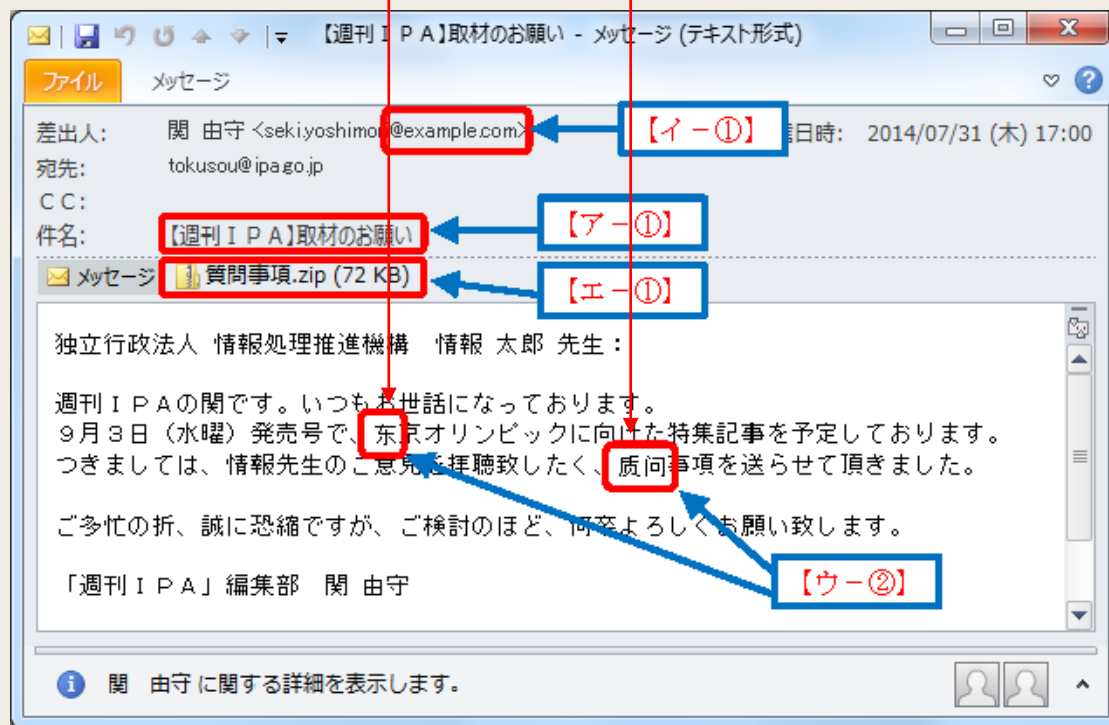 【週刊ＩＰＡ】取材のお願い - メッセージ (テキスト形式)
ファイル メッセージ
差出人: 関 由守 <seki.yoshimori@example.com> 【イ－①】 信日時: 2014/07/31 (木) 17:00
宛先: tokusou@ipa.go.jp
ＣＣ:
件名: 【週刊ＩＰＡ】取材のお願い 【ア－①】
メッセージ 質問事項.zip (72 KB) 【エ－①】
独立行政法人 情報処理推進機構 情報 太郎 先生：
週刊ＩＰＡの関です。いつもお世話になっております。
９月３日（水曜）発売号で、东京オリンピックに向けた特集記事を予定しております。
つきましては、情報先生のご意見を拝聴致したく、质问事項を送らせて頂きました。
ご多忙の折、誠に恐縮ですが、ご検討のほど、何卒よろしくお願い致します。
【ウ－②】
「週刊ＩＰＡ」編集部 関 由守
関 由守 に関する詳細を表示します。